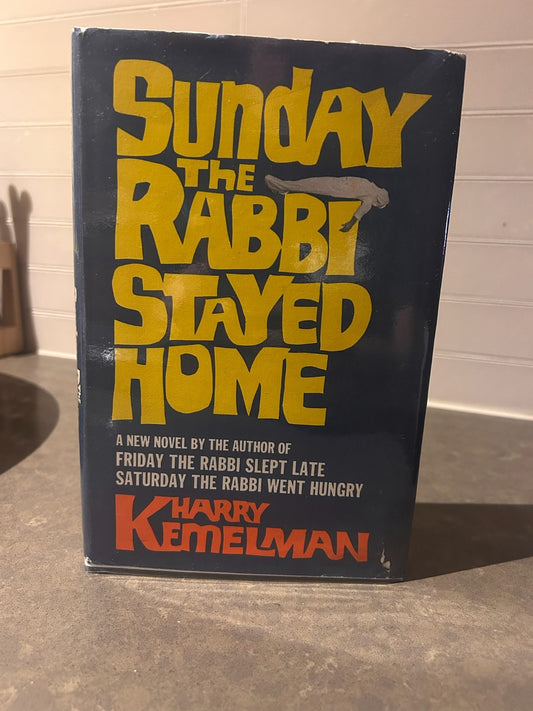 SUNDAY
THE
RABBI
STAYED
HOME
A NEW NOVEL BY THE AUTHOR OF
FRIDAY THE RABBI SLEPT LATE
SATURDAY THE RABBI WENT HUNGRY
HARRY
KEMELMAN